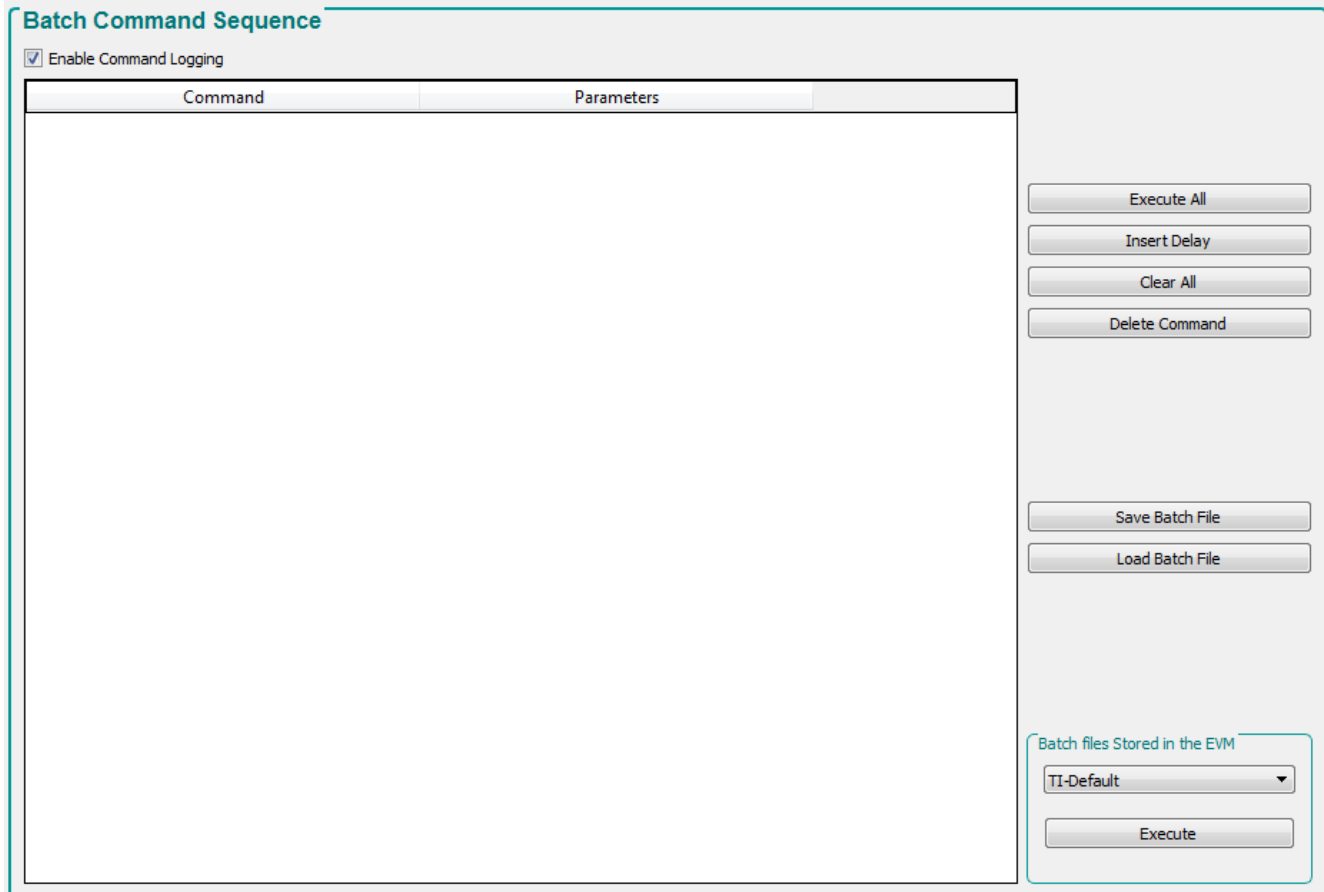 Batch Command Sequence
Enable Command Logging
Command Parameters
Execute All
Insert Delay
Clear All
Delete Command
Save Batch File
Load Batch File
Batch files Stored in the EVM
TI-Default
Execute